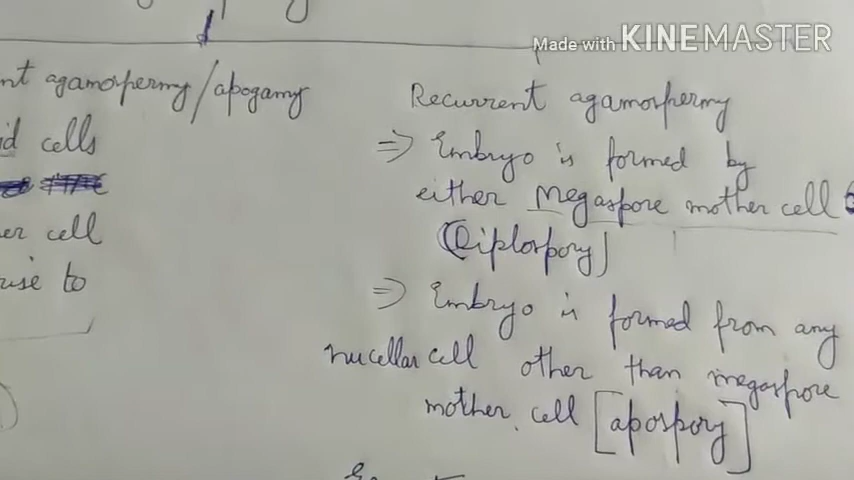 Made with KINEMASTER
nt agamospermy/apogamy
id cells
er cell
rise to
Recurrent agamospermy
⇒ Embryo is formed by
either Megaspore mother cell
(Diplospory)
⇒ Embryo is formed from any
nucellar cell other than megaspore
mother cell [apospory]